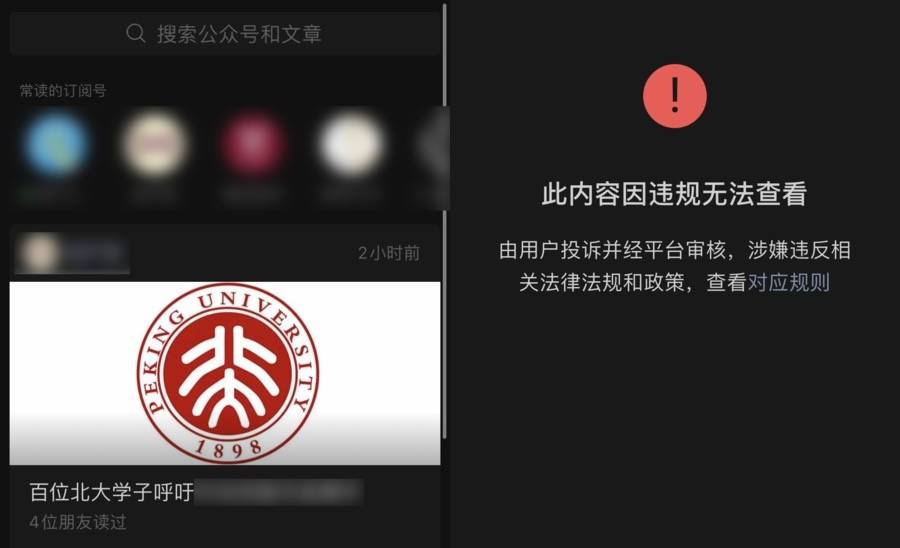 搜索公众号和文章
常读的订阅号
2小时前
PEKING UNIVERSITY
1898
百位北大学子呼吁
4位朋友读过
此内容因违规无法查看
由用户投诉并经平台审核，涉嫌违反相
关法律法规和政策，查看对应规则